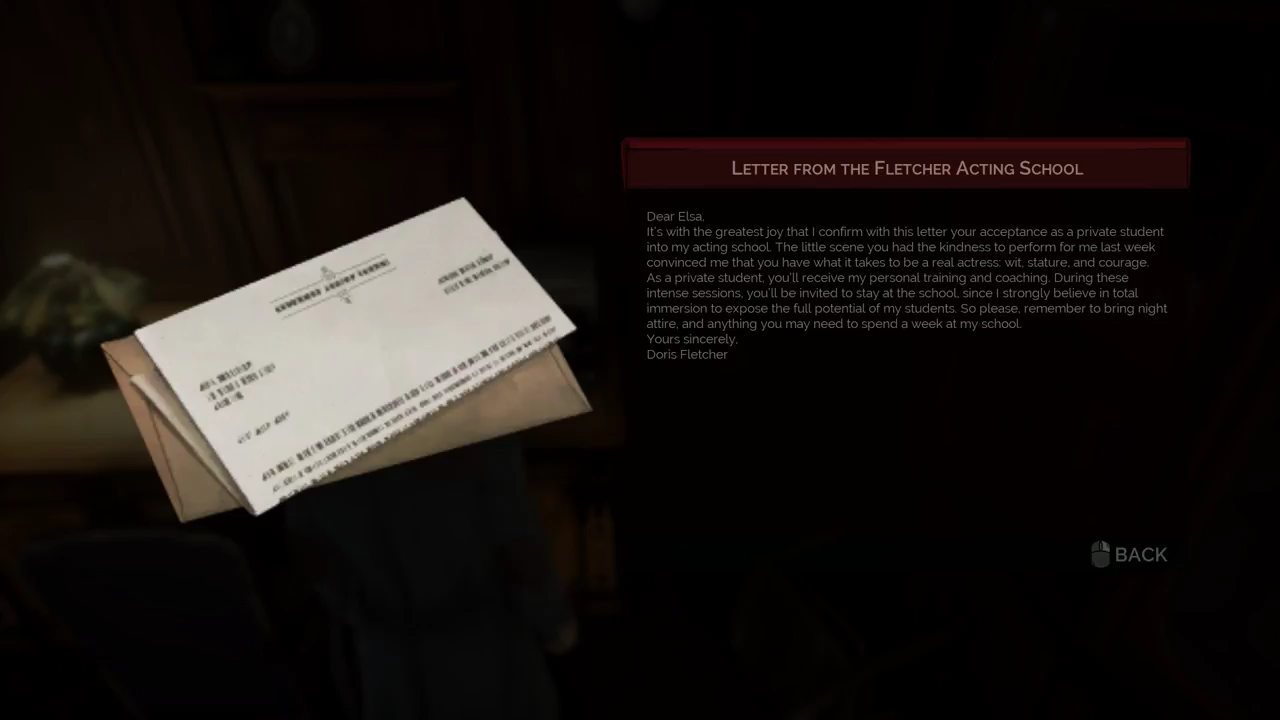 LETTER FROM THE FLETCHER ACTING SCHOOL
Dear Elsa,
It's with the greatest joy that I confirm with this letter your acceptance as a private student
into my acting school. The little scene you had the kindness to perform for me last week
convinced me that you have what it takes to be a real actress: wit, stature, and courage.
As a private student, you'll receive my personal training and coaching. During these
intense sessions, you'll be invited to stay at the school, since I strongly believe in total
immersion to expose the full potential of my students. So please, remember to bring night
attire, and anything you may need to spend a week at my school.
Yours sincerely,
Doris Fletcher
BACK